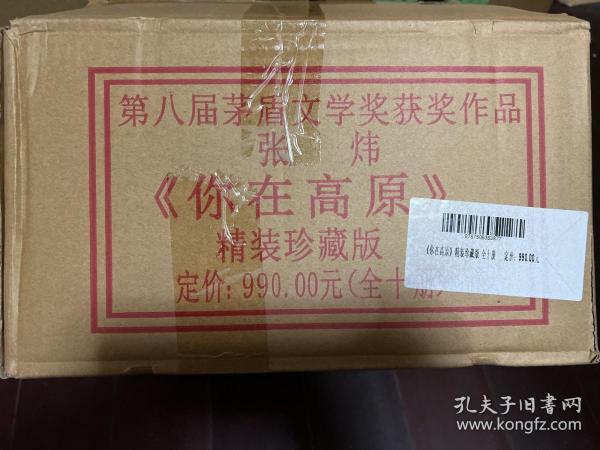 第八届茅盾文学奖获奖作品
张 炜
《你在高原》
精装珍藏版
定价: 990.00元(全十册)
《你在高原》精装珍藏版 全十册 定价: 990.00元
孔夫子旧书网
www.kongfz.com